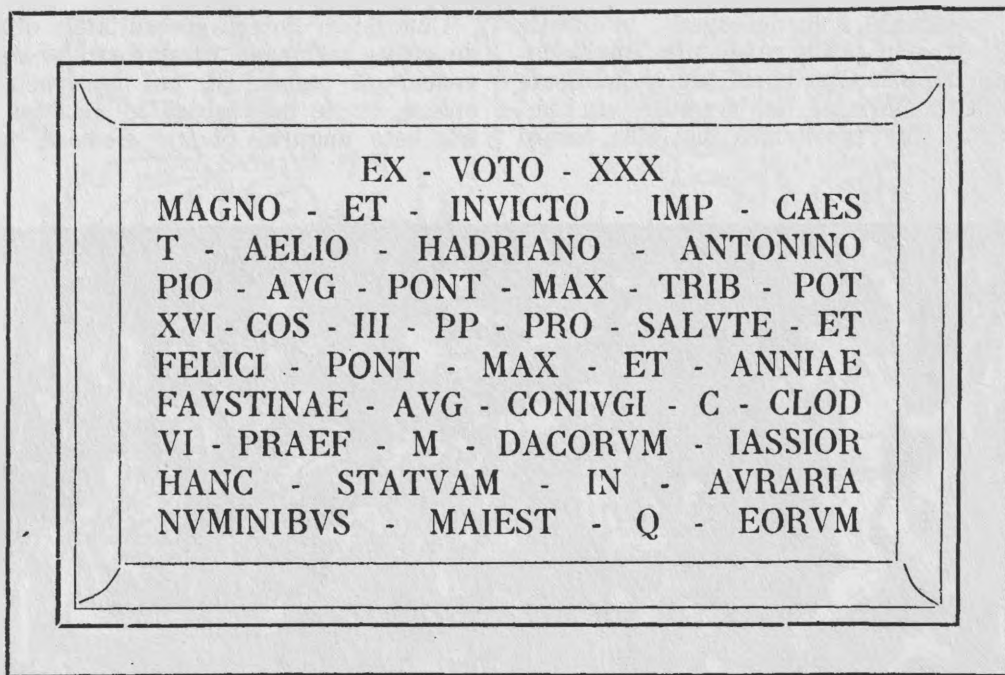 EX - VOTO - XXX
MAGNO - ET - INVICTO - IMP - CAES
T - AELIO - HADRIANO - ANTONINO
PIO - AVG - PONT - MAX - TRIB - POT
XVI - COS - III - PP - PRO - SALVTE - ET
FELICI - PONT - MAX - ET - ANNIAE
FAVSTINAE - AVG - CONIVGI - C - CLOD
VI - PRAEF - M - DACORVM - IASSIOR
HANC - STATVAM - IN - AVRARIA
NVMINIBVS - MAIEST - Q - EORVM